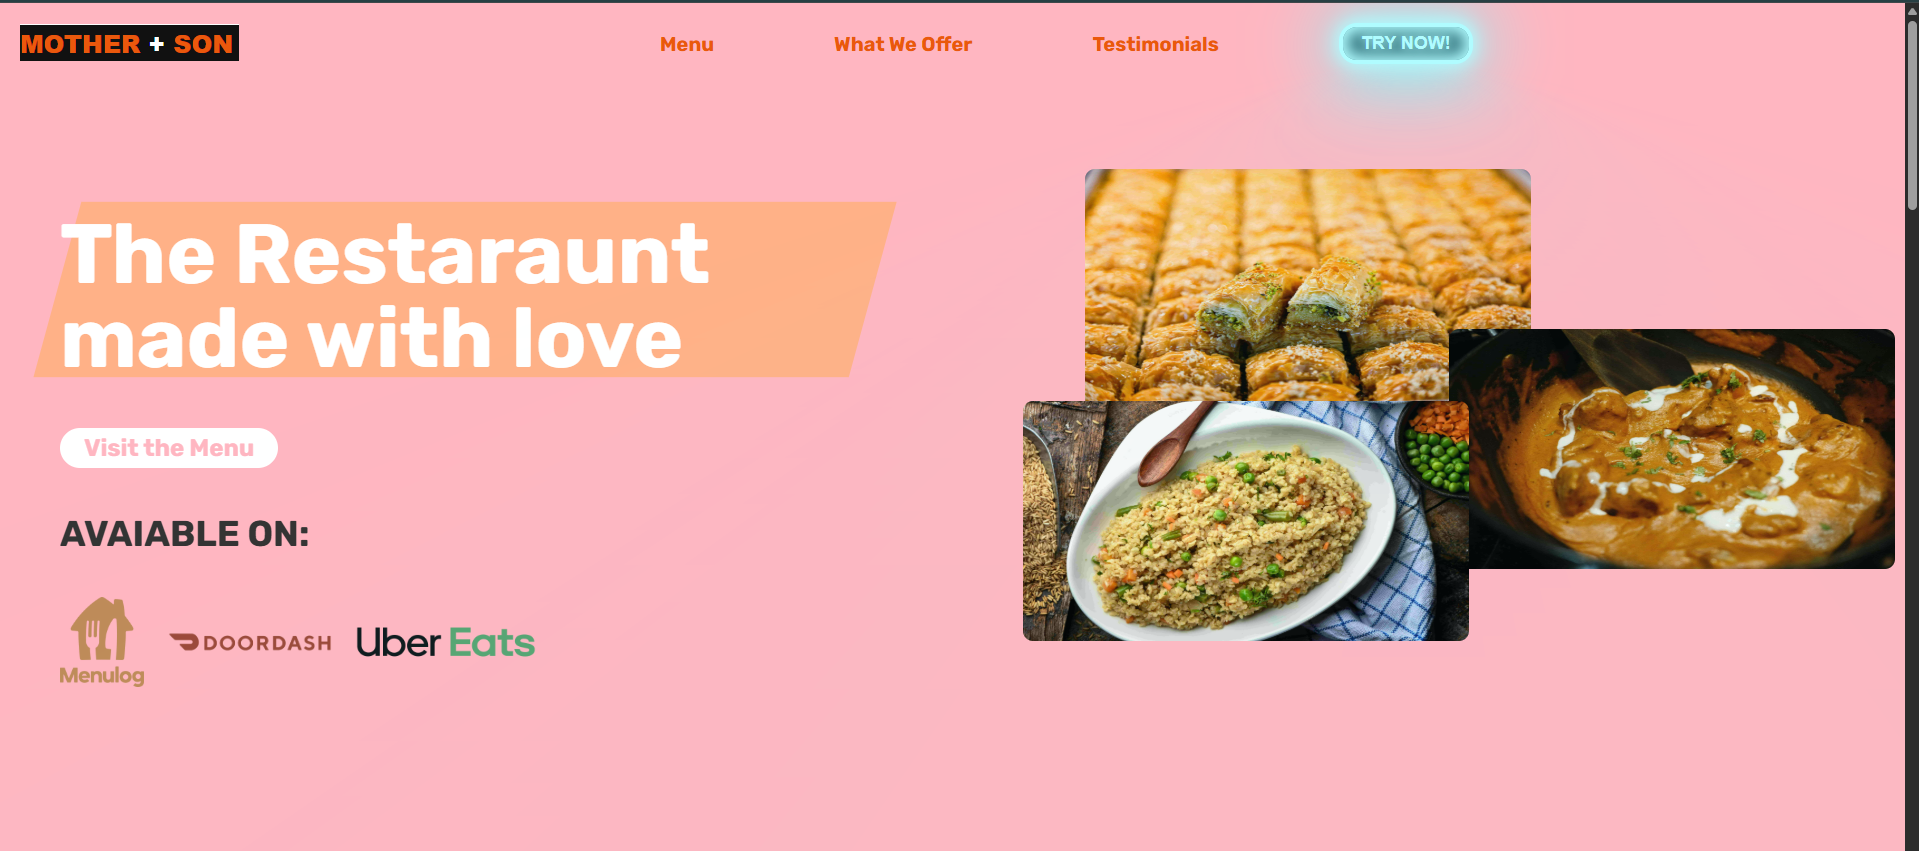 MOTHER + SON
Menu
What We Offer
Testimonials
TRY NOW!
The Restaraunt
made with love
Visit the Menu
AVAIABLE ON:
Menulog
DOORDASH
Uber Eats